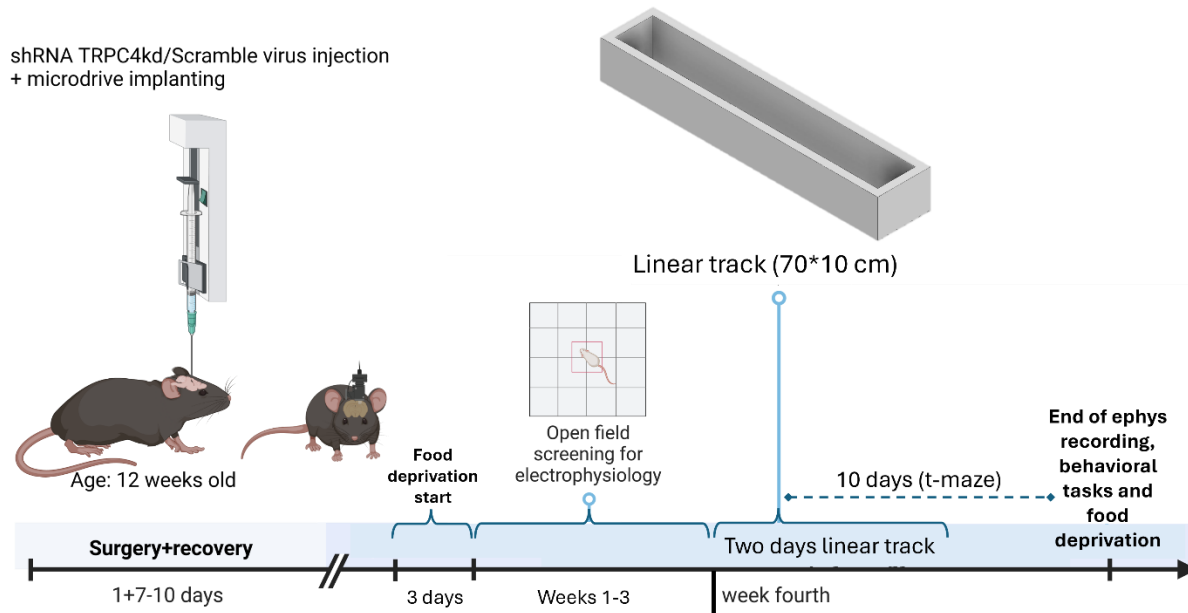 shRNA TRPC4kd/Scramble virus injection
+ microdrive implanting
Linear track (70*10 cm)
Age: 12 weeks old
Food
deprivation
start
Open field
screening for
electrophysiology
10 days (t-maze)
End of ephys
recording,
behavioral
tasks and
food
deprivation
Surgery+recovery
Two days linear track
1+7-10 days
3 days
Weeks 1-3
week fourth